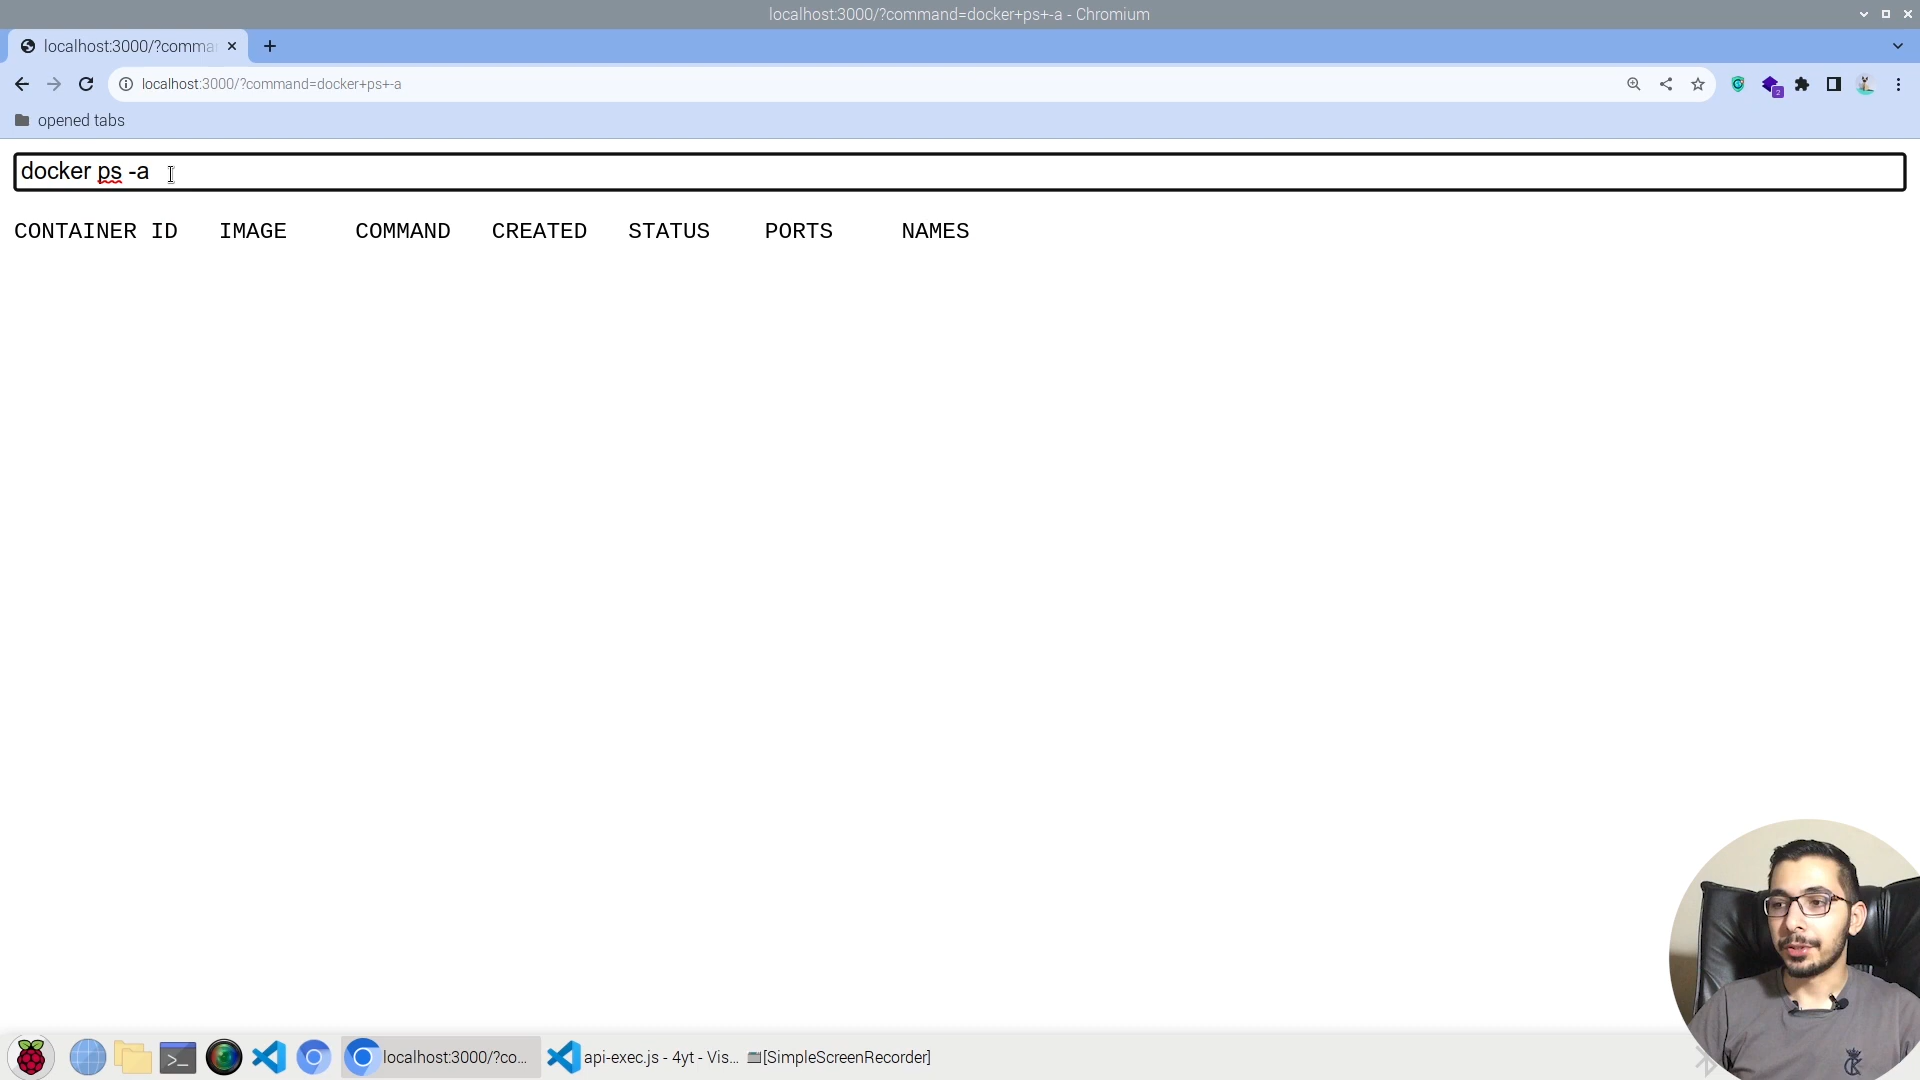 localhost:3000/?command=docker+ps+-a - Chromium
localhost:3000/?comma
localhost:3000/?command=docker+ps+-a
2
opened tabs
docker ps -a
CONTAINER ID IMAGE COMMAND CREATED STATUS PORTS NAMES
localhost:3000/?co... api-exec.js - 4yt - Vis... [SimpleScreenRecorder]